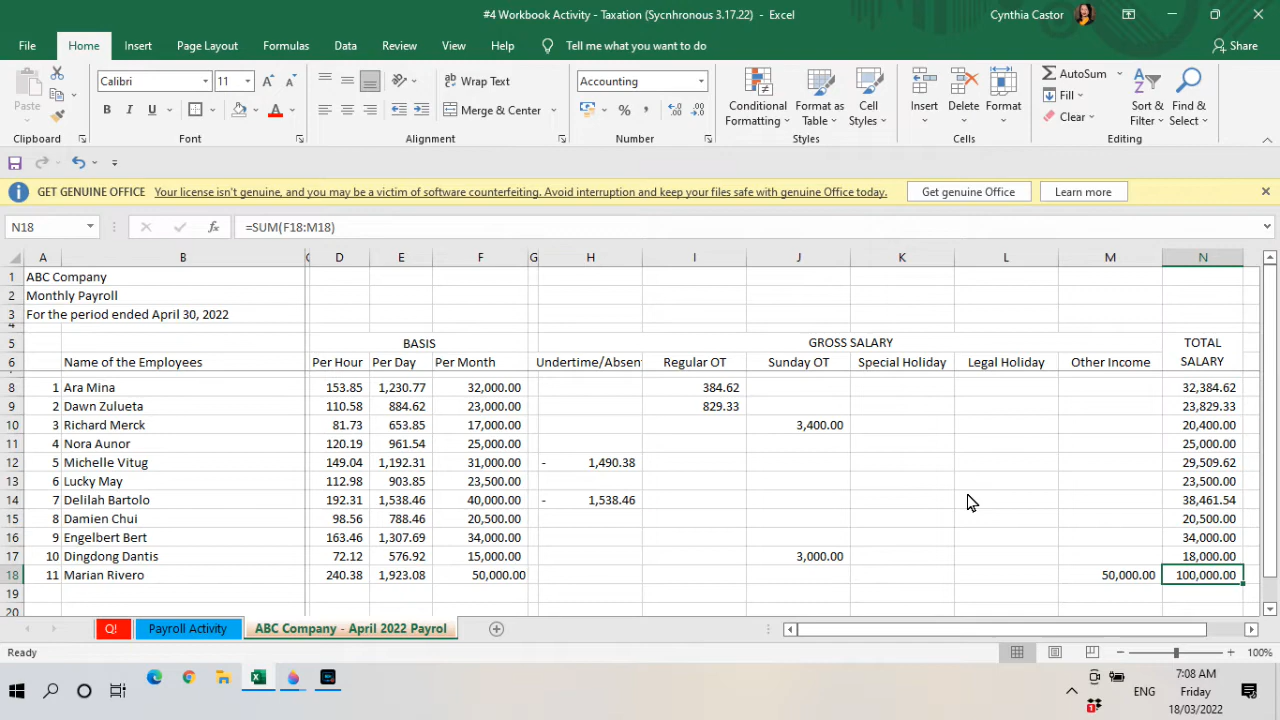 #4 Workbook Activity - Taxation (Sycnhronous 3.17.22) - Excel Cynthia Castor
File Home Insert Page Layout Formulas Data Review View Help Tell me what you want to do Share
Paste Calibri 11 Wrap Text Accounting Conditional Formatting Format as Table Cell Styles Insert Delete Format AutoSum Fill Clear Sort & Filter Find & Select
B I U Merge & Center
Clipboard Font Alignment Number Styles Cells Editing
GET GENUINE OFFICE Your license isn't genuine, and you may be a victim of software counterfeiting. Avoid interruption and keep your files safe with genuine Office today. Get genuine Office Learn more
N18 fx =SUM(F18:M18)
A B C D E F G H I J K L M N
1 ABC Company
2 Monthly Payroll
3 For the period ended April 30, 2022
4
5 BASIS GROSS SALARY TOTAL
6 Name of the Employees Per Hour Per Day Per Month Undertime/Absen Regular OT Sunday OT Special Holiday Legal Holiday Other Income SALARY
8 1 Ara Mina 153.85 1,230.77 32,000.00 384.62 32,384.62
9 2 Dawn Zulueta 110.58 884.62 23,000.00 829.33 23,829.33
10 3 Richard Merck 81.73 653.85 17,000.00 3,400.00 20,400.00
11 4 Nora Aunor 120.19 961.54 25,000.00 25,000.00
12 5 Michelle Vitug 149.04 1,192.31 31,000.00 - 1,490.38 29,509.62
13 6 Lucky May 112.98 903.85 23,500.00 23,500.00
14 7 Delilah Bartolo 192.31 1,538.46 40,000.00 - 1,538.46 38,461.54
15 8 Damien Chui 98.56 788.46 20,500.00 20,500.00
16 9 Engelbert Bert 163.46 1,307.69 34,000.00 34,000.00
17 10 Dingdong Dantis 72.12 576.92 15,000.00 3,000.00 18,000.00
18 11 Marian Rivero 240.38 1,923.08 50,000.00 50,000.00 100,000.00
19
20
Q! Payroll Activity ABC Company - April 2022 Payrol
Ready 100%
7:08 AM
ENG Friday
18/03/2022